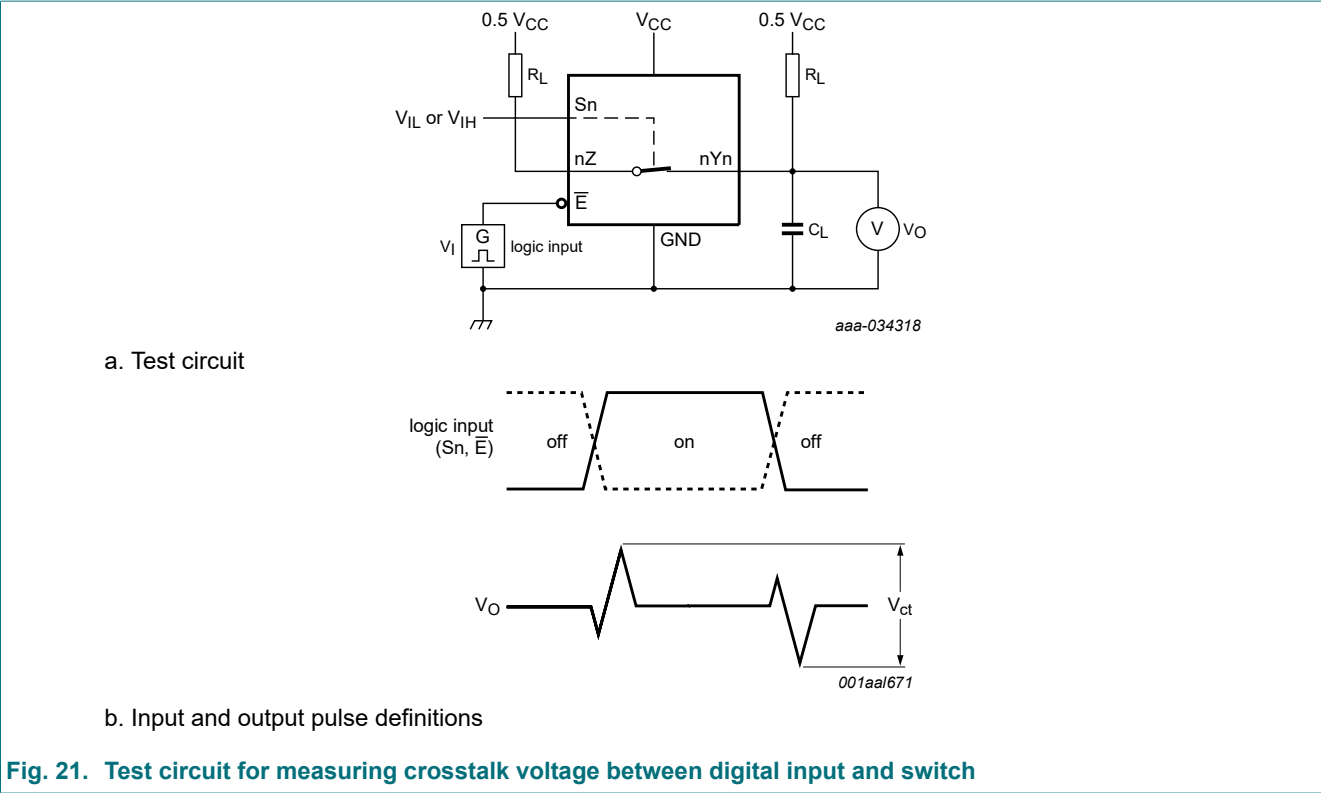 0.5 VCC
VCC
0.5 VCC
RL
RL
Sn
VIL or VIH
nZ
nYn
E̅
VI
G
logic input
GND
CL
V
VO
aaa-034318
a. Test circuit
logic input
(Sn, E̅)
off
on
off
VO
Vct
001aal671
b. Input and output pulse definitions
Fig. 21. Test circuit for measuring crosstalk voltage between digital input and switch